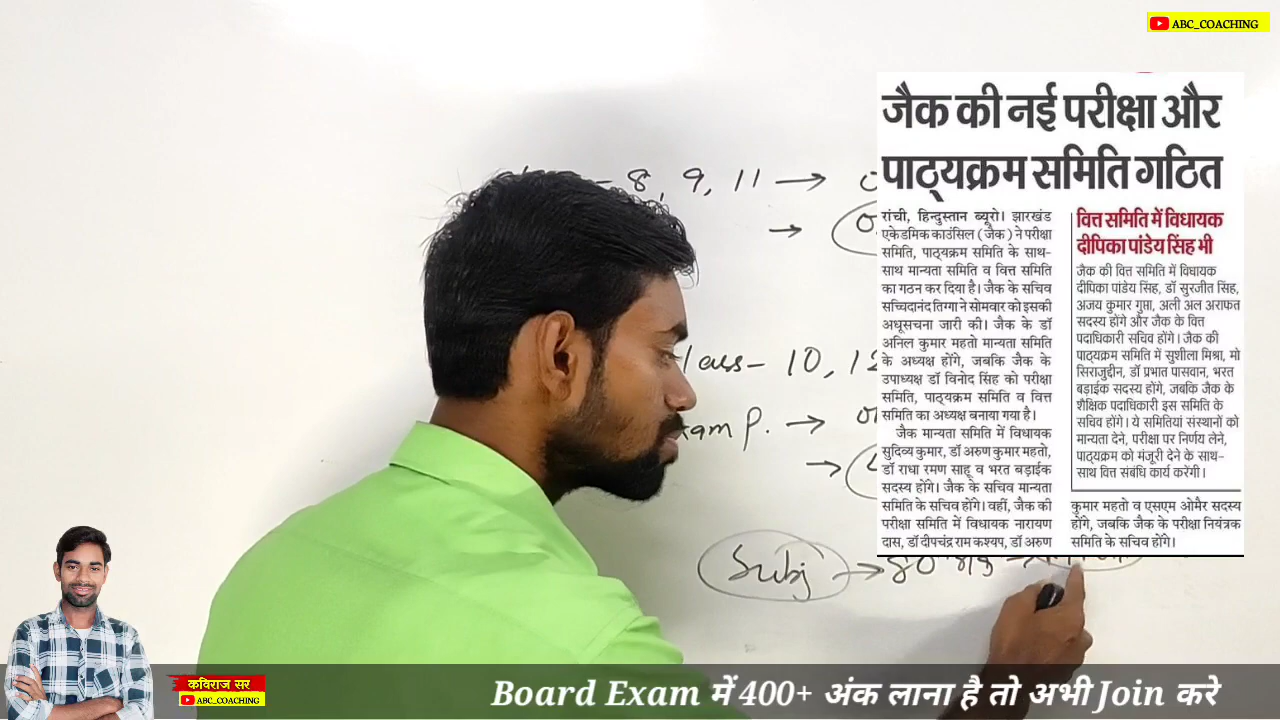 ABC_COACHING
जैक की नई परीक्षा और
पाठ्यक्रम समिति गठित
रांची, हिन्दुस्तान ब्यूरो। झारखंड
एकेडमिक काउंसिल (जैक) ने परीक्षा
समिति, पाठ्यक्रम समिति के साथ-
साथ मान्यता समिति व वित्त समिति
का गठन कर दिया है। जैक के सचिव
सच्चिदानंद तिग्गा ने सोमवार को इसकी
अधूसचना जारी की। जैक के डॉ
अनिल कुमार महतो मान्यता समिति
के अध्यक्ष होंगे, जबकि जैक के
उपाध्यक्ष डॉ विनोद सिंह को परीक्षा
समिति, पाठ्यक्रम समिति व वित्त
समिति का अध्यक्ष बनाया गया है।
जैक मान्यता समिति में विधायक
सुदिव्य कुमार, डॉ अरुण कुमार महतो,
डॉ राधा रमण साहू व भरत बड़ाईक
सदस्य होंगे। जैक के सचिव मान्यता
समिति के सचिव होंगे। वहीं, जैक की
परीक्षा समिति में विधायक नारायण
दास, डॉ दीपचंद्र राम कश्यप, डॉ अरुण
वित्त समिति में विधायक
दीपिका पांडेय सिंह भी
जैक की वित्त समिति में विधायक
दीपिका पांडेय सिंह, डॉ सुरजीत सिंह,
अजय कुमार गुप्ता, अली अल अराफत
सदस्य होंगे और जैक के वित्त
पदाधिकारी सचिव होंगे। जैक की
पाठ्यक्रम समिति में सुशीला मिश्रा, मो
सिराजुद्दीन, डॉ प्रभात पासवान, भरत
बड़ाइक सदस्य होंगे, जबकि जैक के
शैक्षिक पदाधिकारी इस समिति के
सचिव होंगे। ये समितियां संस्थानों को
मान्यता देने, परीक्षा पर निर्णय लेने,
पाठ्यक्रम को मंजूरी देने के साथ-
साथ वित्त संबंधि कार्य करेंगी।
कुमार महतो व एसएम ओमैर सदस्य
होंगे, जबकि जैक के परीक्षा नियंत्रक
समिति के सचिव होंगे।
- 8, 9, 11 →
→
lass - 10, 12
xam P. →
→
Subj → 80 अंक →
कविराज सर
ABC_COACHING
Board Exam में 400+ अंक लाना है तो अभी Join करे